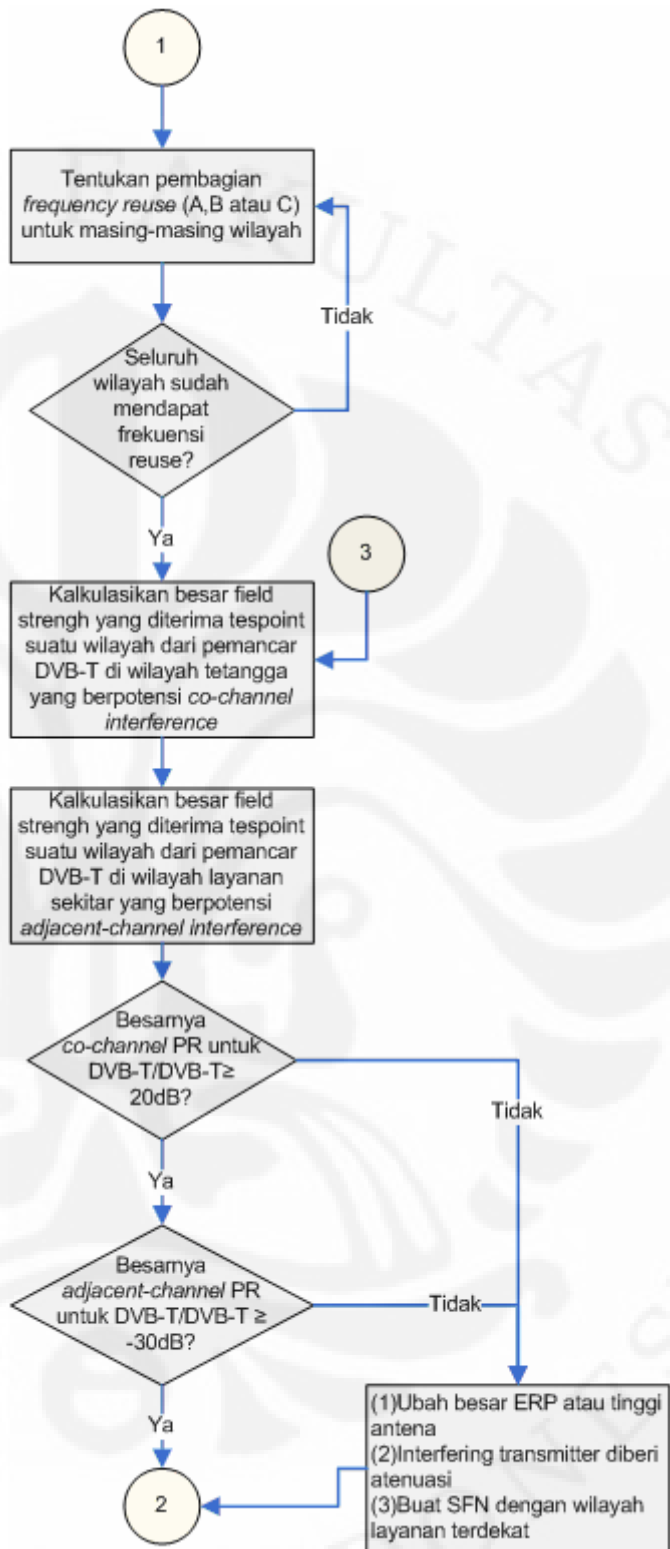 1
Tentukan pembagian
frequency reuse (A,B atau C)
untuk masing-masing wilayah
Tidak
Seluruh
wilayah sudah
mendapat
frekuensi
reuse?
Ya
3
Kalkulasikan besar field
strengh yang diterima tespoint
suatu wilayah dari pemancar
DVB-T di wilayah tetangga
yang berpotensi co-channel
interference
Kalkulasikan besar field
strengh yang diterima tespoint
suatu wilayah dari pemancar
DVB-T di wilayah layanan
sekitar yang berpotensi
adjacent-channel interference
Besarnya
co-channel PR untuk
DVB-T/DVB-T≥
20dB?
Tidak
Ya
Besarnya
adjacent-channel PR
untuk DVB-T/DVB-T ≥
-30dB?
Tidak
Ya
(1)Ubah besar ERP atau tinggi
antena
(2)Interfering transmitter diberi
atenuasi
(3)Buat SFN dengan wilayah
layanan terdekat
2
FAKULTAS